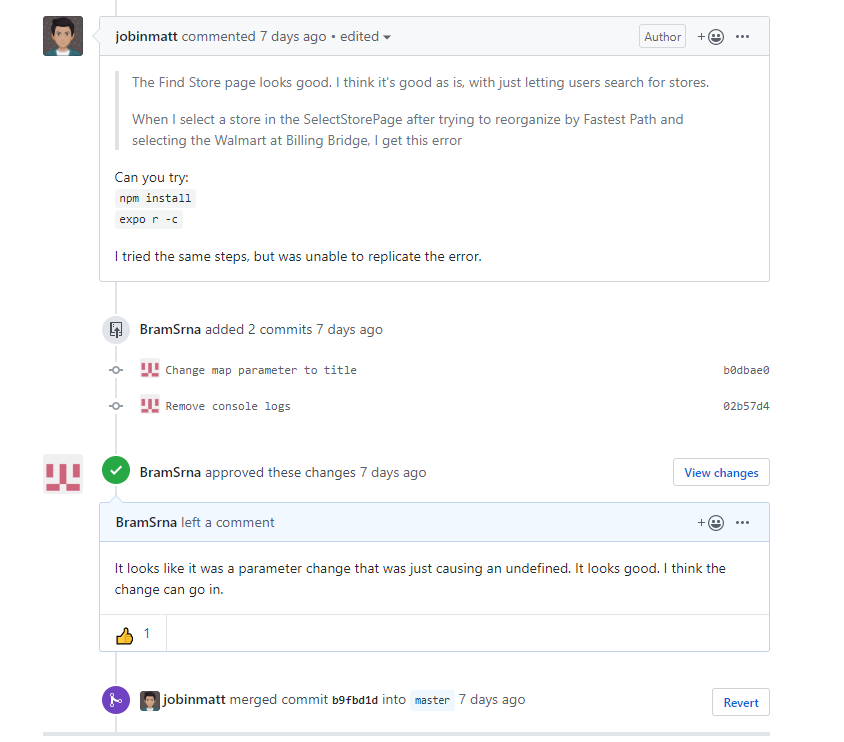 jobinmatt commented 7 days ago • edited
Author
The Find Store page looks good. I think it's good as is, with just letting users search for stores.
When I select a store in the SelectStorePage after trying to reorganize by Fastest Path and
selecting the Walmart at Billing Bridge, I get this error
Can you try:
npm install
expo r -c
I tried the same steps, but was unable to replicate the error.
BramSrna added 2 commits 7 days ago
Change map parameter to title b0dbae0
Remove console logs 02b57d4
BramSrna approved these changes 7 days ago
View changes
BramSrna left a comment
It looks like it was a parameter change that was just causing an undefined. It looks good. I think the
change can go in.
👍 1
jobinmatt merged commit b9fbd1d into master 7 days ago
Revert